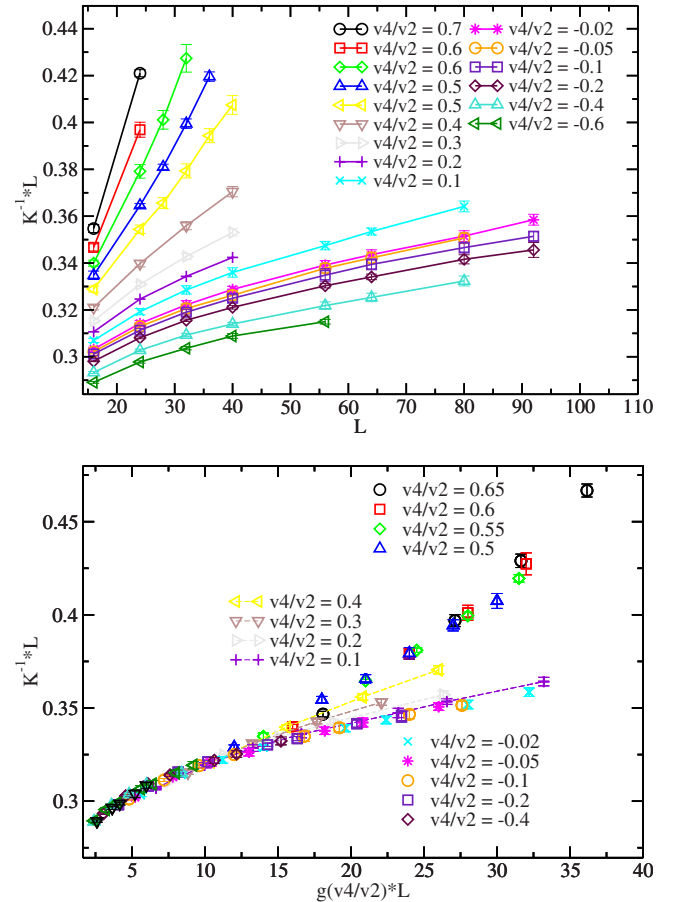 0.44
0.42
0.4
0.38
0.36
0.34
0.32
0.3
K⁻¹*L
v4/v2 = 0.7
v4/v2 = 0.6
v4/v2 = 0.6
v4/v2 = 0.5
v4/v2 = 0.5
v4/v2 = 0.4
v4/v2 = 0.3
v4/v2 = 0.2
v4/v2 = 0.1
v4/v2 = -0.02
v4/v2 = -0.05
v4/v2 = -0.1
v4/v2 = -0.2
v4/v2 = -0.4
v4/v2 = -0.6
20 30 40 50 60 70 80 90 100 110
L
0.45
0.4
0.35
0.3
K⁻¹*L
v4/v2 = 0.65
v4/v2 = 0.6
v4/v2 = 0.55
v4/v2 = 0.5
v4/v2 = 0.4
v4/v2 = 0.3
v4/v2 = 0.2
v4/v2 = 0.1
v4/v2 = -0.02
v4/v2 = -0.05
v4/v2 = -0.1
v4/v2 = -0.2
v4/v2 = -0.4
5 10 15 20 25 30 35 40
g(v4/v2)*L